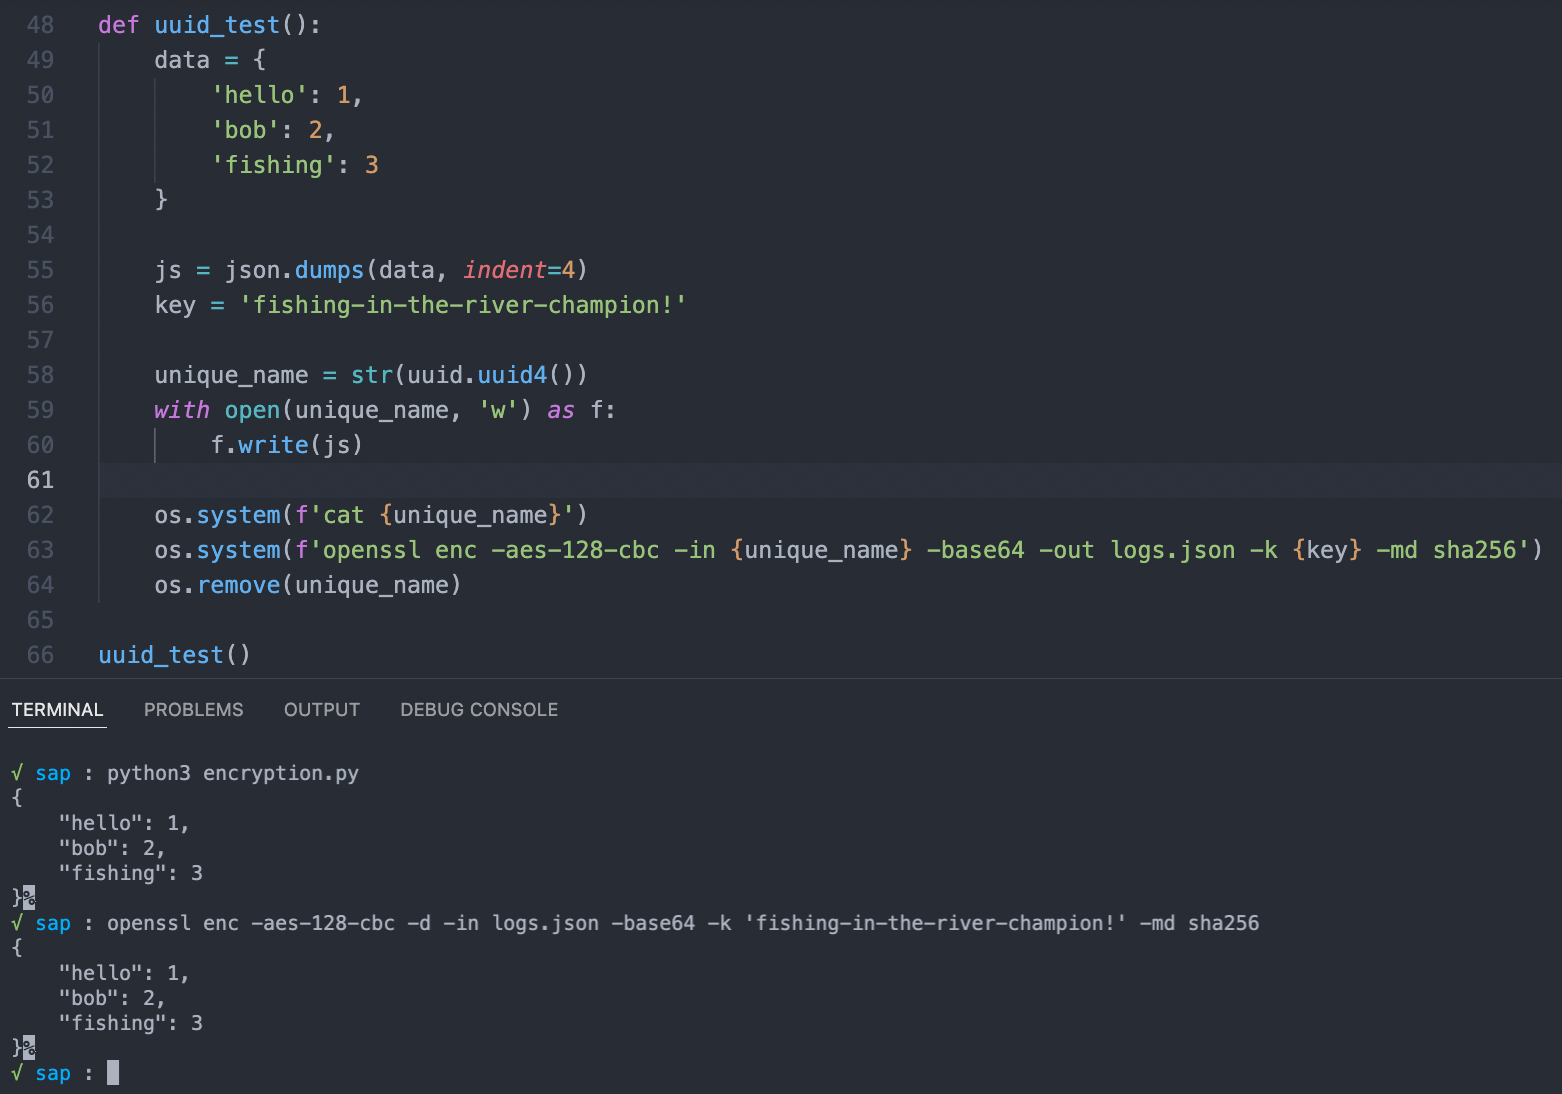 48 def uuid_test():
49     data = {
50         'hello': 1,
51         'bob': 2,
52         'fishing': 3
53     }
54
55     js = json.dumps(data, indent=4)
56     key = 'fishing-in-the-river-champion!'
57
58     unique_name = str(uuid.uuid4())
59     with open(unique_name, 'w') as f:
60         f.write(js)
61
62     os.system(f'cat {unique_name}')
63     os.system(f'openssl enc -aes-128-cbc -in {unique_name} -base64 -out logs.json -k {key} -md sha256')
64     os.remove(unique_name)
65
66 uuid_test()
TERMINAL PROBLEMS OUTPUT DEBUG CONSOLE
√ sap : python3 encryption.py
{
    "hello": 1,
    "bob": 2,
    "fishing": 3
}%
√ sap : openssl enc -aes-128-cbc -d -in logs.json -base64 -k 'fishing-in-the-river-champion!' -md sha256
{
    "hello": 1,
    "bob": 2,
    "fishing": 3
}%
√ sap :